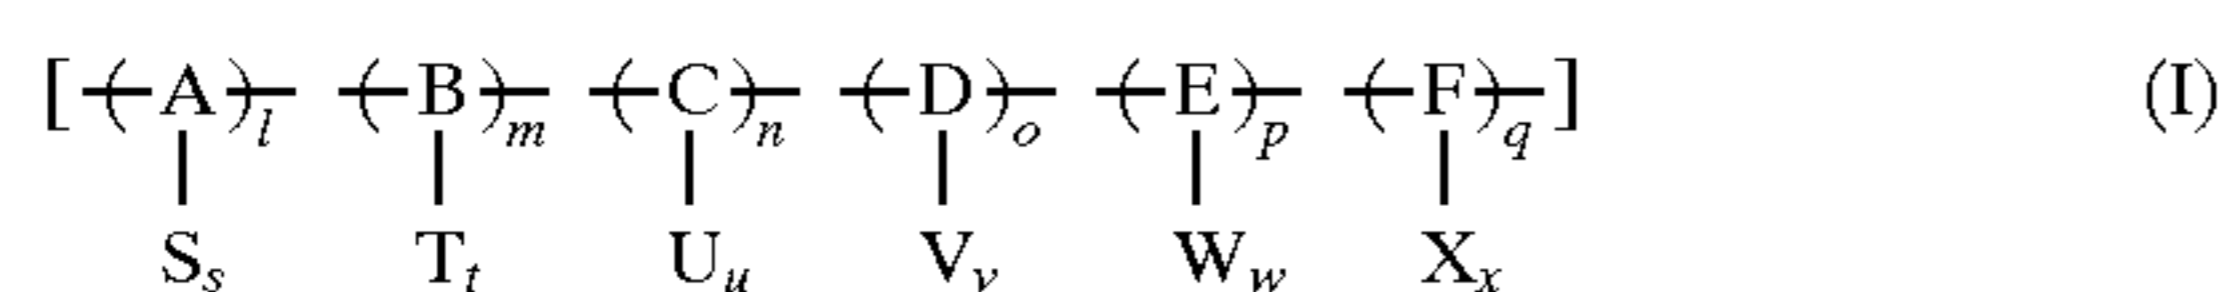 [ —(A)l— —(B)m— —(C)n— —(D)o— —(E)p— —(F)q— ] (I)
Ss Tt Uu Vv Ww Xx